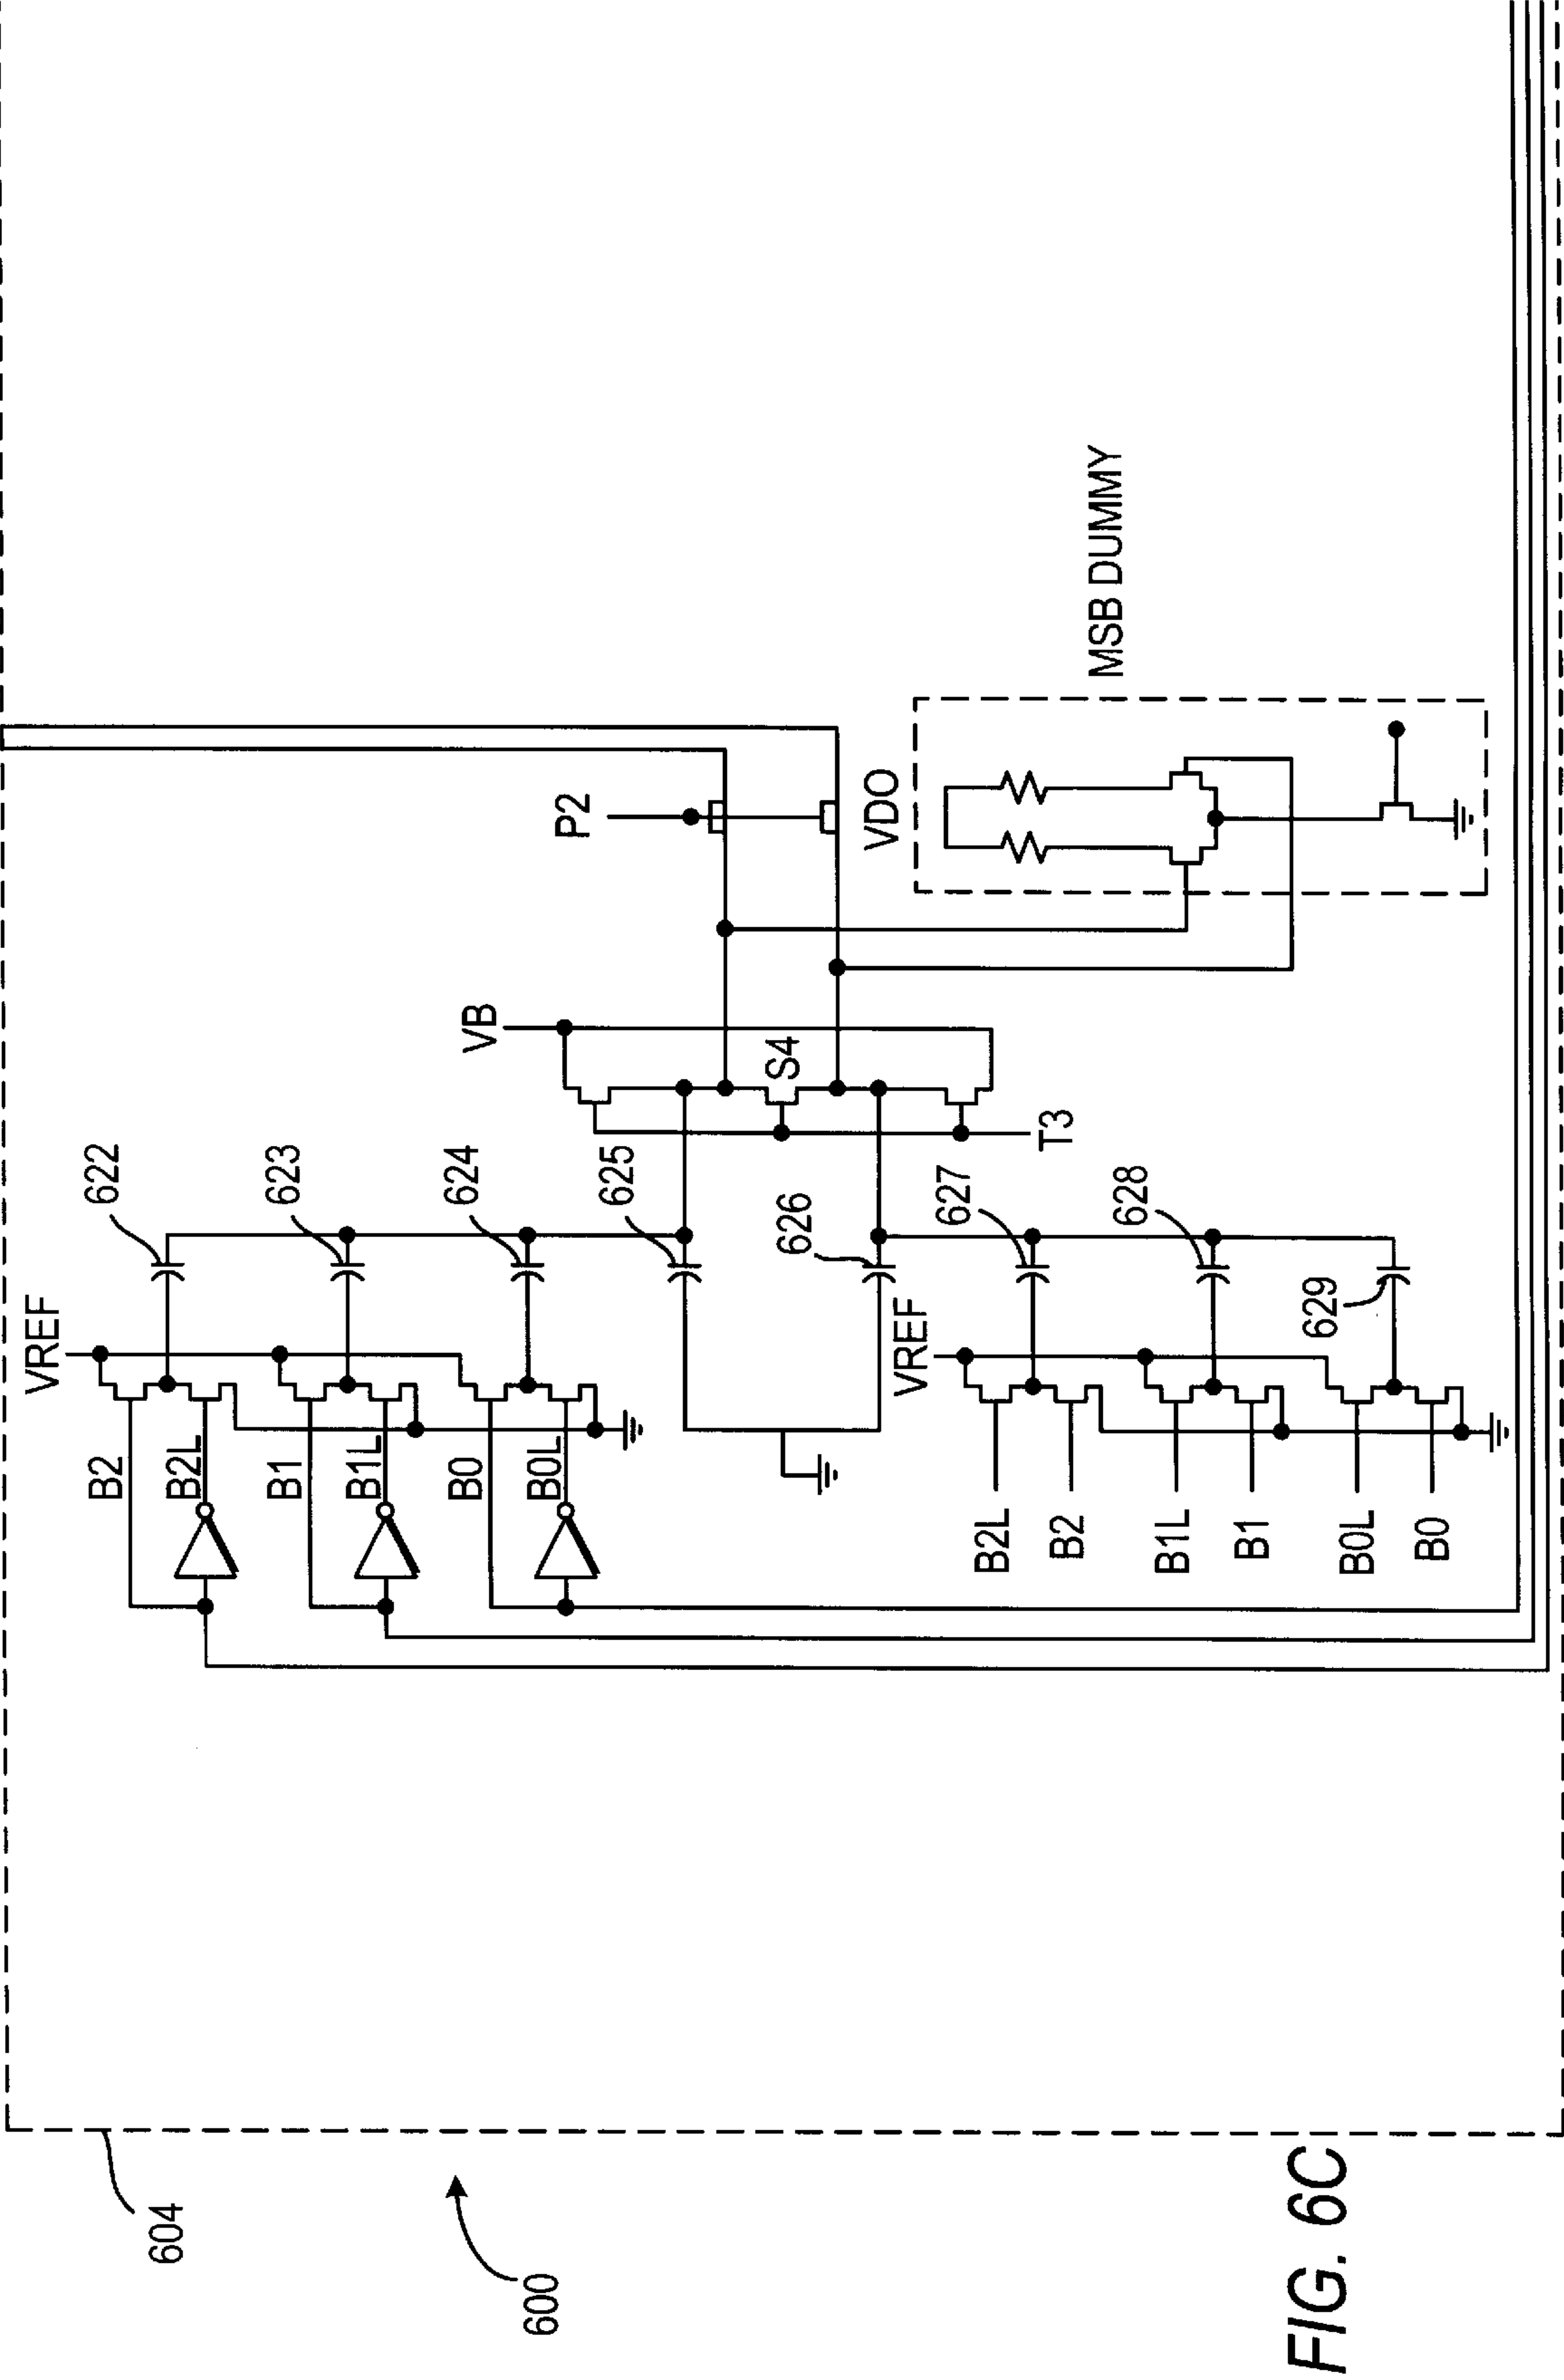 604
600
FIG. 6C
VREF
B2
B2L
B1
B1L
B0
B0L
622
623
624
625
626
627
628
629
VREF
B2L
B2
B1L
B1
B0L
B0
VB
S4
T3
P2
VDO
MSB DUMMY